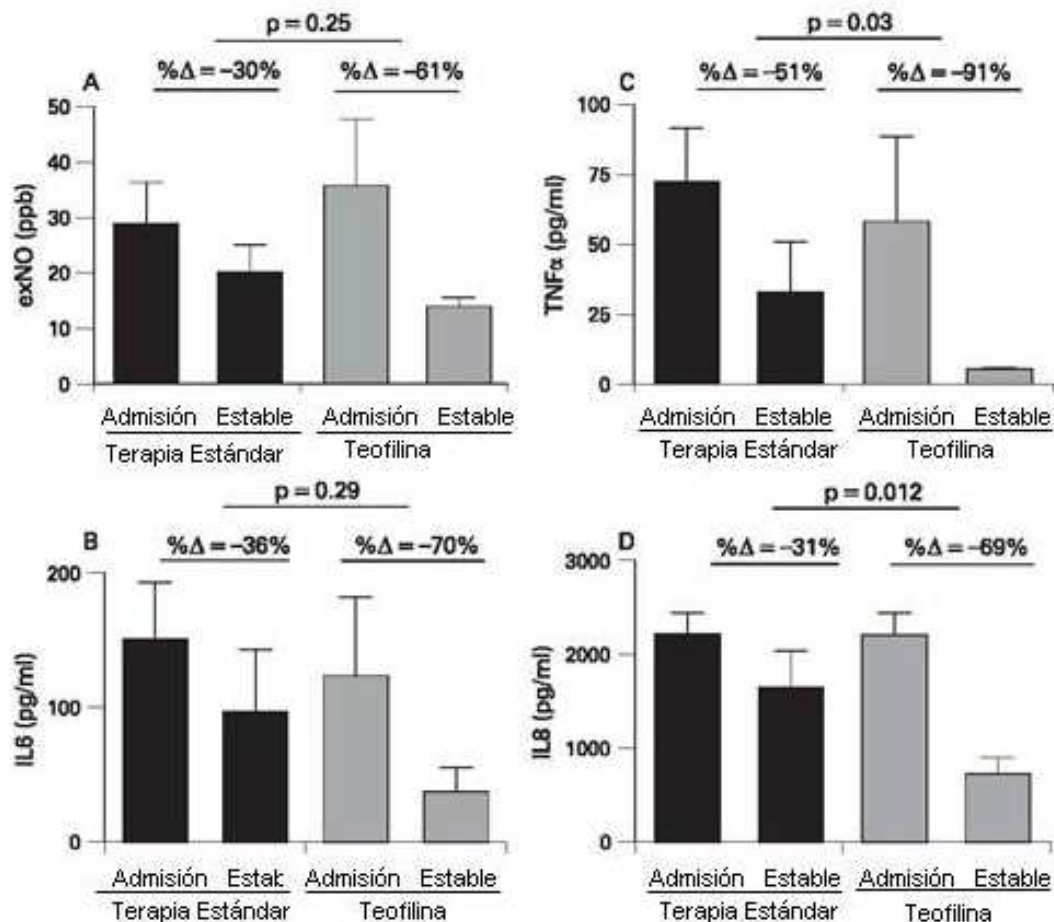 p = 0.25
A %Δ = –30% %Δ = –61%
50
40
30
20
10
0
exNO (ppb)
Admisión Estable Admisión Estable
Terapia Estándar Teofilina
p = 0.03
C %Δ = –51% %Δ = –91%
100
75
50
25
0
TNFα (pg/ml)
Admisión Estable Admisión Estable
Terapia Estándar Teofilina
p = 0.29
B %Δ = –36% %Δ = –70%
200
100
0
IL6 (pg/ml)
Admisión Estab Admisión Estable
Terapia Estándar Teofilina
p = 0.012
D %Δ = –31% %Δ = –69%
3000
2000
1000
0
IL8 (pg/ml)
Admisión Estable Admisión Estable
Terapia Estándar Teofilina